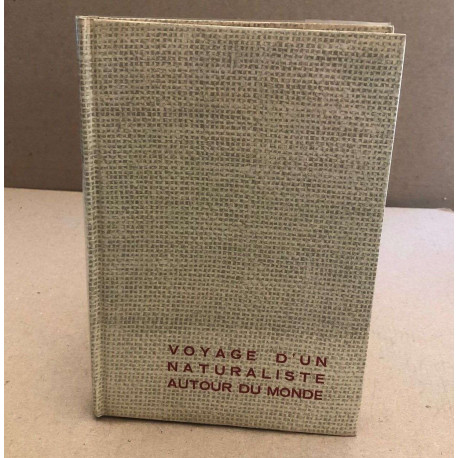 VOYAGE D'UN
NATURALISTE
AUTOUR DU MONDE